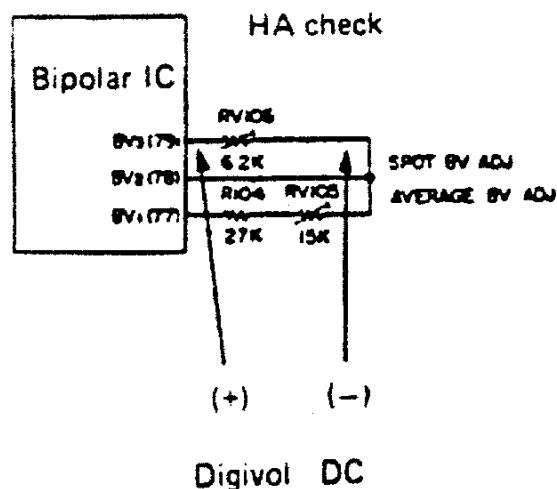 HA check
Bipolar IC
RV106
BV3 (79)
6.2K
SPOT BV ADJ
BV2 (78)
R104
RV105
AVERAGE BV ADJ
BV1 (77)
27K
15K
(+)
(-)
Digivol DC